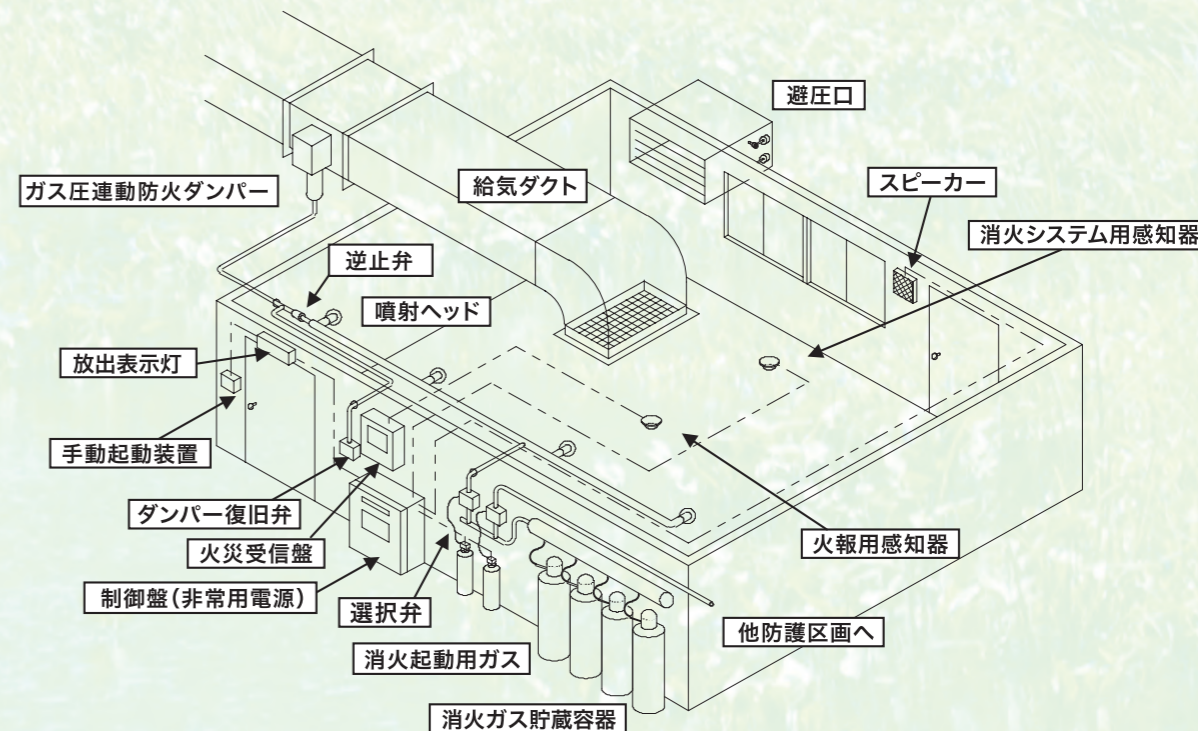 避圧口
スピーカー
ガス圧連動防火ダンパー
給気ダクト
消火システム用感知器
逆止弁
噴射ヘッド
放出表示灯
手動起動装置
ダンパー復旧弁
火災受信盤
火報用感知器
制御盤(非常用電源)
選択弁
他防護区画へ
消火起動用ガス
消火ガス貯蔵容器